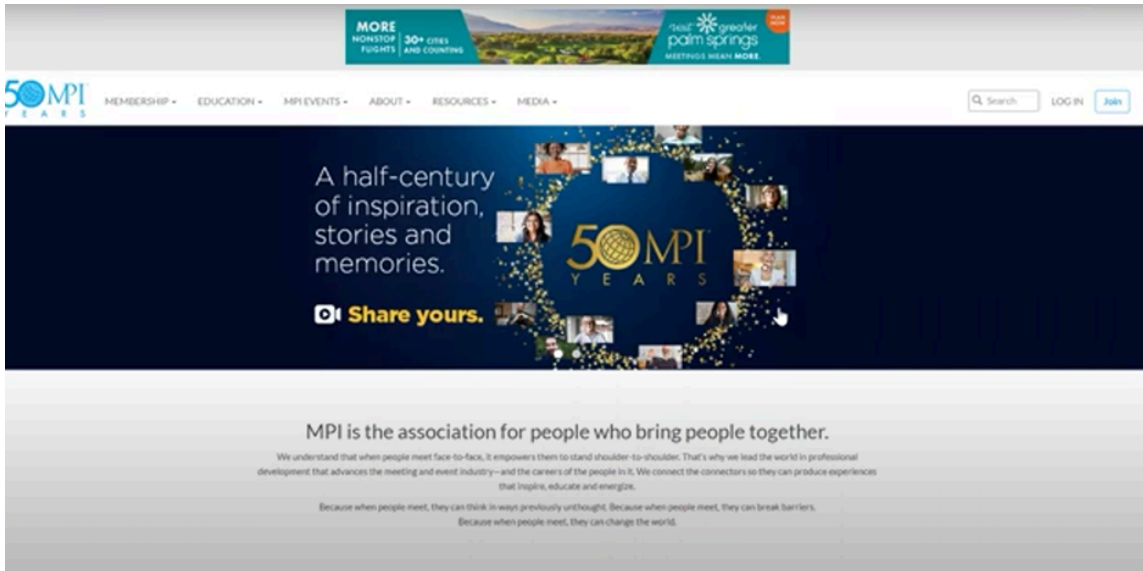 MORE
NONSTOP
FLIGHTS
30+ CITIES
AND COUNTING
visit greater
palm springs
MEETINGS MEAN MORE.
PLAN
NOW
50 MPI
YEARS
MEMBERSHIP
EDUCATION
MPI EVENTS
ABOUT
RESOURCES
MEDIA
Search
LOG IN
Join
A half-century
of inspiration,
stories and
memories.
Share yours.
50 MPI
YEARS
MPI is the association for people who bring people together.
We understand that when people meet face-to-face, it empowers them to stand shoulder-to-shoulder. That's why we lead the world in professional
development that advances the meeting and event industry—and the careers of the people in it. We connect the connectors so they can produce experiences
that inspire, educate and energize.
Because when people meet, they can think in ways previously unthought. Because when people meet, they can break barriers.
Because when people meet, they can change the world.